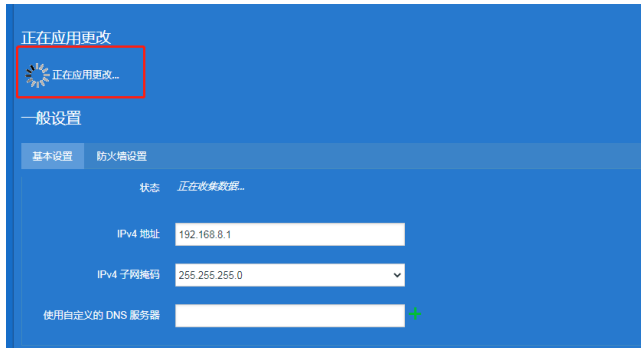 正在应用更改
正在应用更改...
一般设置
基本设置 防火墙设置
状态 正在收集数据...
IPv4 地址 192.168.8.1
IPv4 子网掩码 255.255.255.0
使用自定义的 DNS 服务器